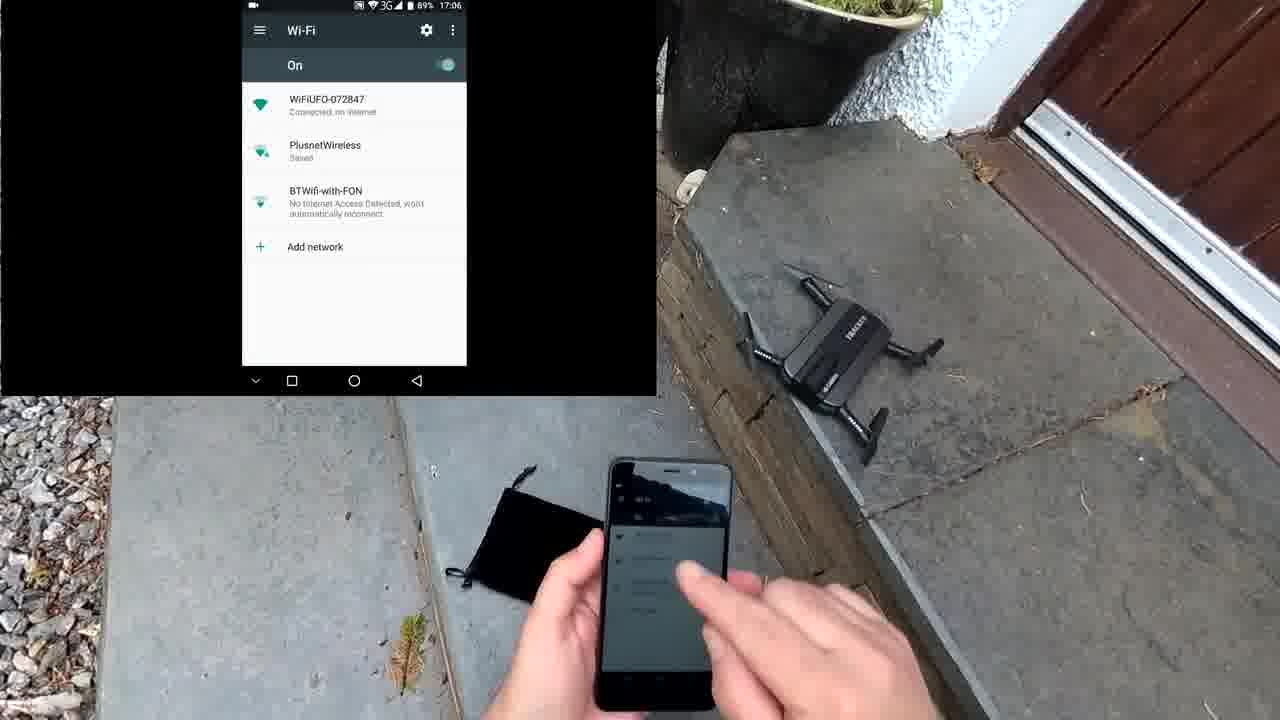 3G 89% 17:06
Wi-Fi
On
WiFiUFO-072847
Connected, no Internet
PlusnetWireless
Saved
BTWifi-with-FON
No Internet Access Detected, won't
automatically reconnect.
Add network
TRACKER